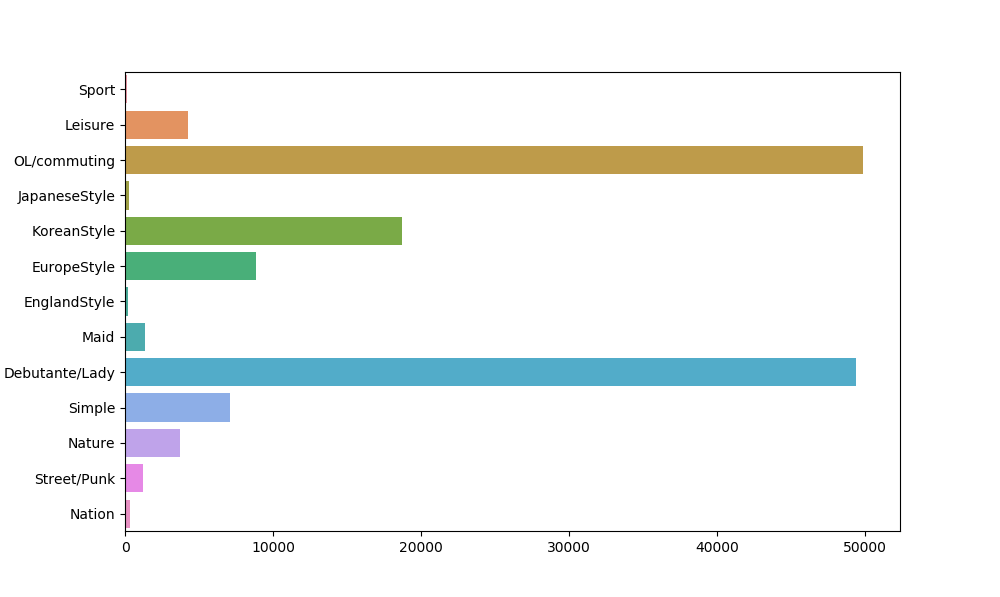 Sport
Leisure
OL/commuting
JapaneseStyle
KoreanStyle
EuropeStyle
EnglandStyle
Maid
Debutante/Lady
Simple
Nature
Street/Punk
Nation
0 10000 20000 30000 40000 50000